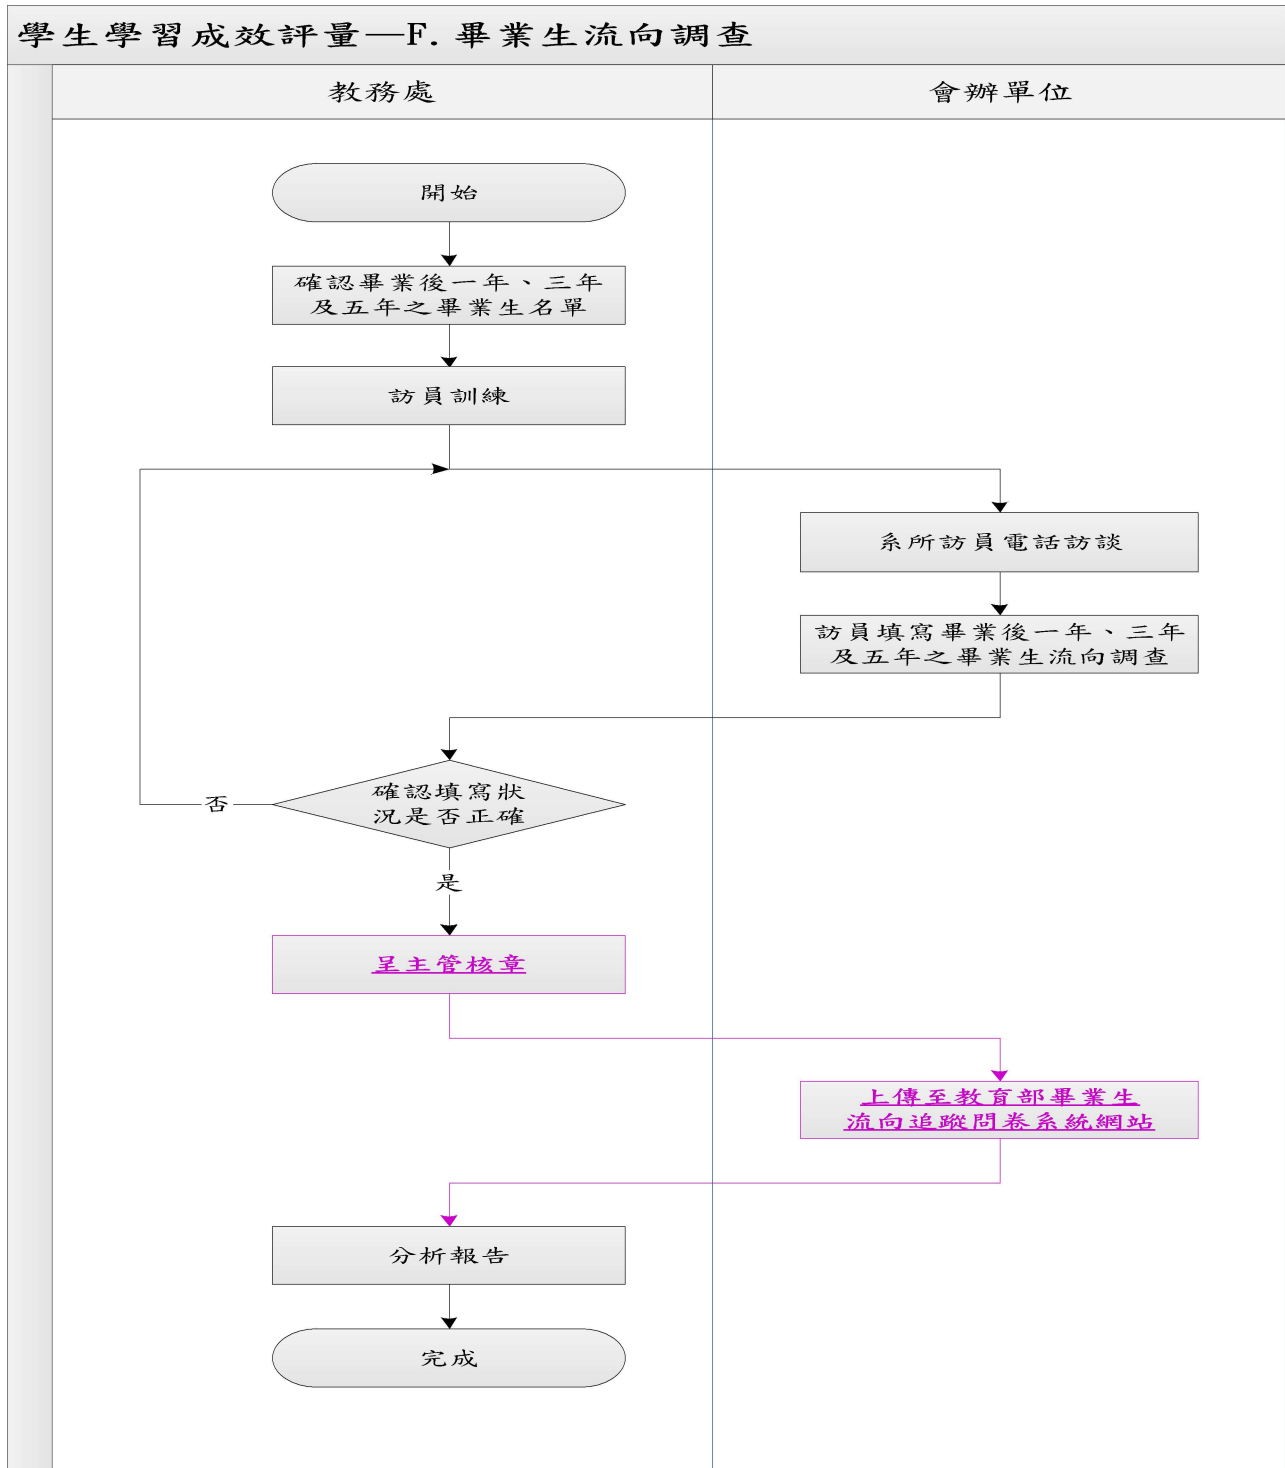 學生學習成效評量—F. 畢業生流向調查
教務處
會辦單位
開始
確認畢業後一年、三年
及五年之畢業生名單
訪員訓練
系所訪員電話訪談
訪員填寫畢業後一年、三年
及五年之畢業生流向調查
確認填寫狀
況是否正確
否
是
呈主管核章
上傳至教育部畢業生
流向追蹤問卷系統網站
分析報告
完成